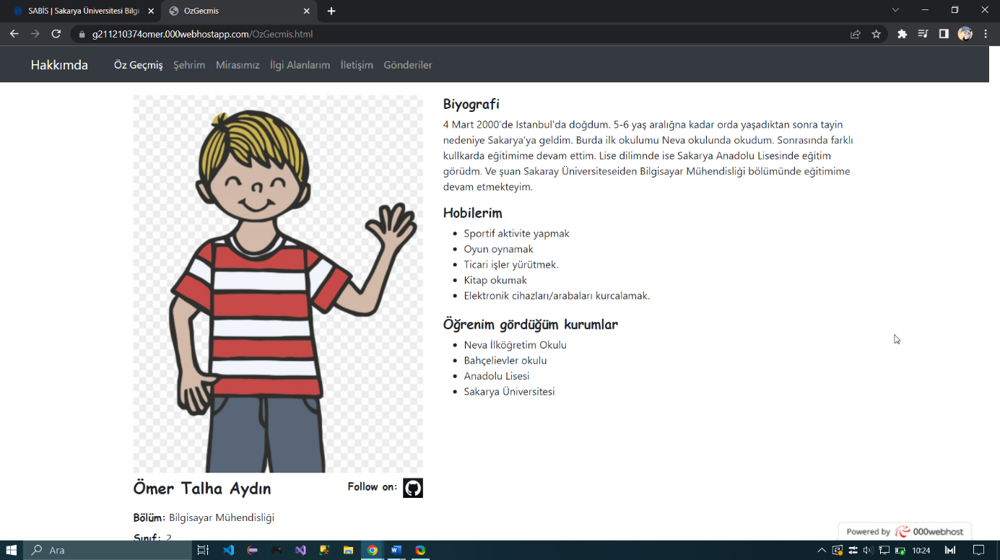 SABİS | Sakarya Üniversitesi Bilgi
OzGecmis
g211210374omer.000webhostapp.com/OzGecmis.html
Hakkımda
Öz Geçmiş
Şehrim
Mirasımız
İlgi Alanlarım
İletişim
Gönderiler
Biyografi
4 Mart 2000'de Istanbul'da doğdum. 5-6 yaş aralığna kadar orda yaşadıktan sonra tayin
nedeniye Sakarya'ya geldim. Burda ilk okulumu Neva okulunda okudum. Sonrasında farklı
kullkarda eğitimime devam ettim. Lise dilimnde ise Sakarya Anadolu Lisesinde eğitim
görüdm. Ve şuan Sakaray Üniversiteseiden Bilgisayar Mühendisliği bölümünde eğitimime
devam etmekteyim.
Hobilerim
Sportif aktivite yapmak
Oyun oynamak
Ticari işler yürütmek.
Kitap okumak
Elektronik cihazları/arabaları kurcalamak.
Öğrenim gördüğüm kurumlar
Neva İlköğretim Okulu
Bahçelievler okulu
Anadolu Lisesi
Sakarya Üniversitesi
Ömer Talha Aydın
Follow on:
Bölüm: Bilgisayar Mühendisliği
Sınıf: 2
Powered by 000webhost
Ara
10:24